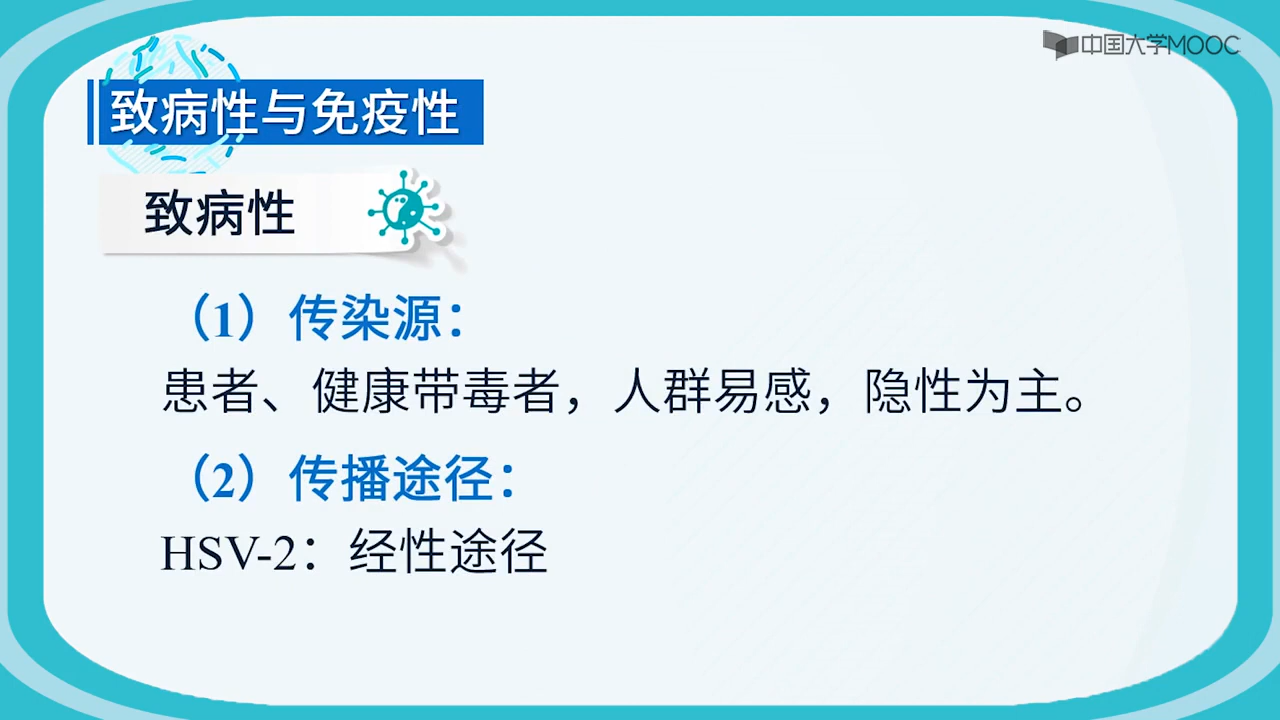 中国大学MOOC
致病性与免疫性
致病性
（1）传染源：
患者、健康带毒者，人群易感，隐性为主。
（2）传播途径：
HSV-2：经性途径